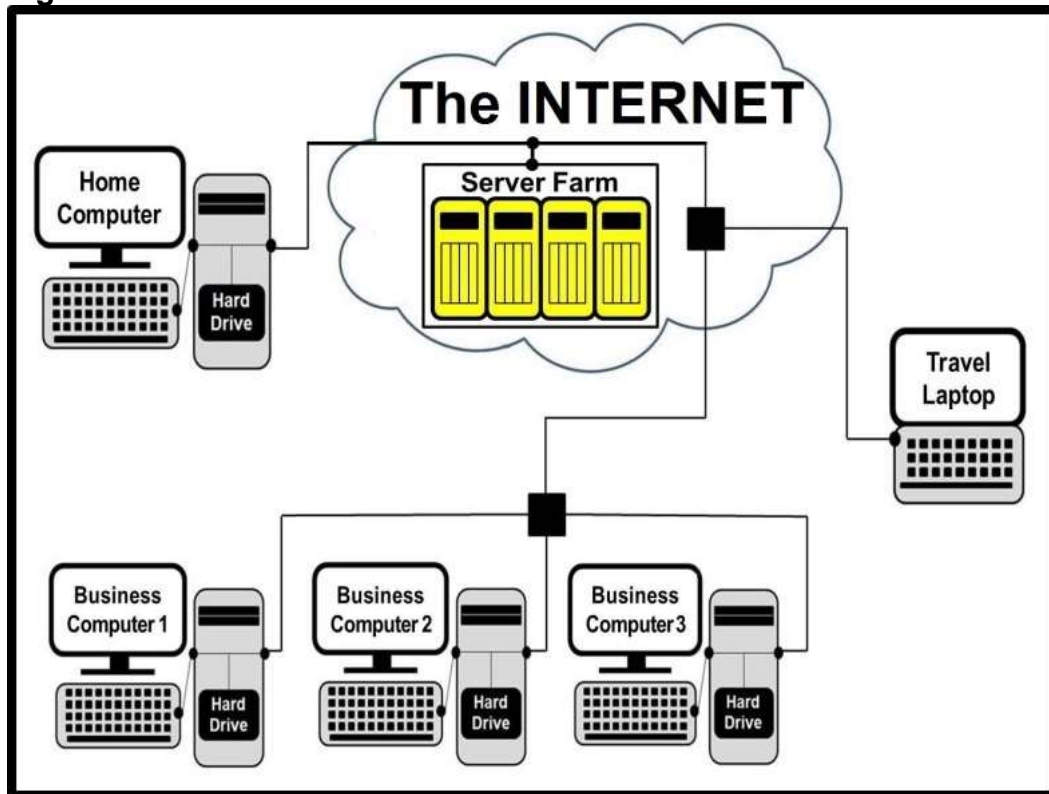 The INTERNET
Server Farm
Home
Computer
Hard
Drive
Travel
Laptop
Business
Computer 1
Hard
Drive
Business
Computer 2
Hard
Drive
Business
Computer 3
Hard
Drive